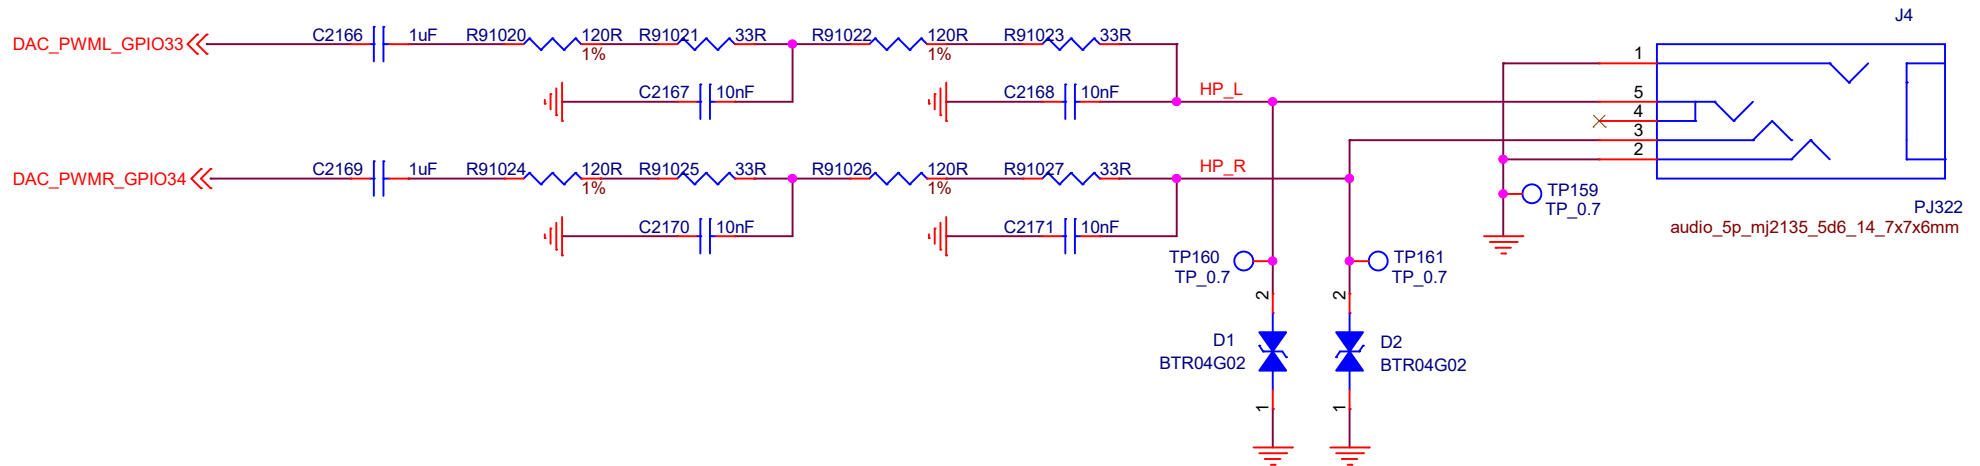 J4
DAC_PWML_GPIO33
C2166 1uF R91020 120R R91021 33R R91022 120R R91023 33R
1% 1%
1
C2167 10nF C2168 10nF HP_L 5
4
3
2
DAC_PWMR_GPIO34
C2169 1uF R91024 120R R91025 33R R91026 120R R91027 33R HP_R
1% 1%
TP159
TP_0.7
PJ322
audio_5p_mj2135_5d6_14_7x7x6mm
C2170 10nF C2171 10nF
TP160 TP161
TP_0.7 TP_0.7
2 2
D1 D2
BTR04G02 BTR04G02
1 1